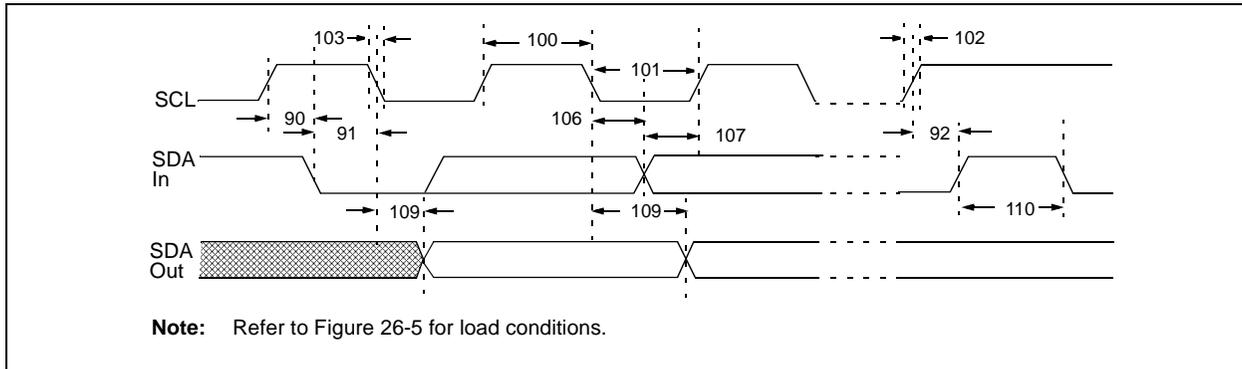 103
100
102
101
SCL
90
91
106
107
92
SDA
In
109
109
110
SDA
Out
Note: Refer to Figure 26-5 for load conditions.